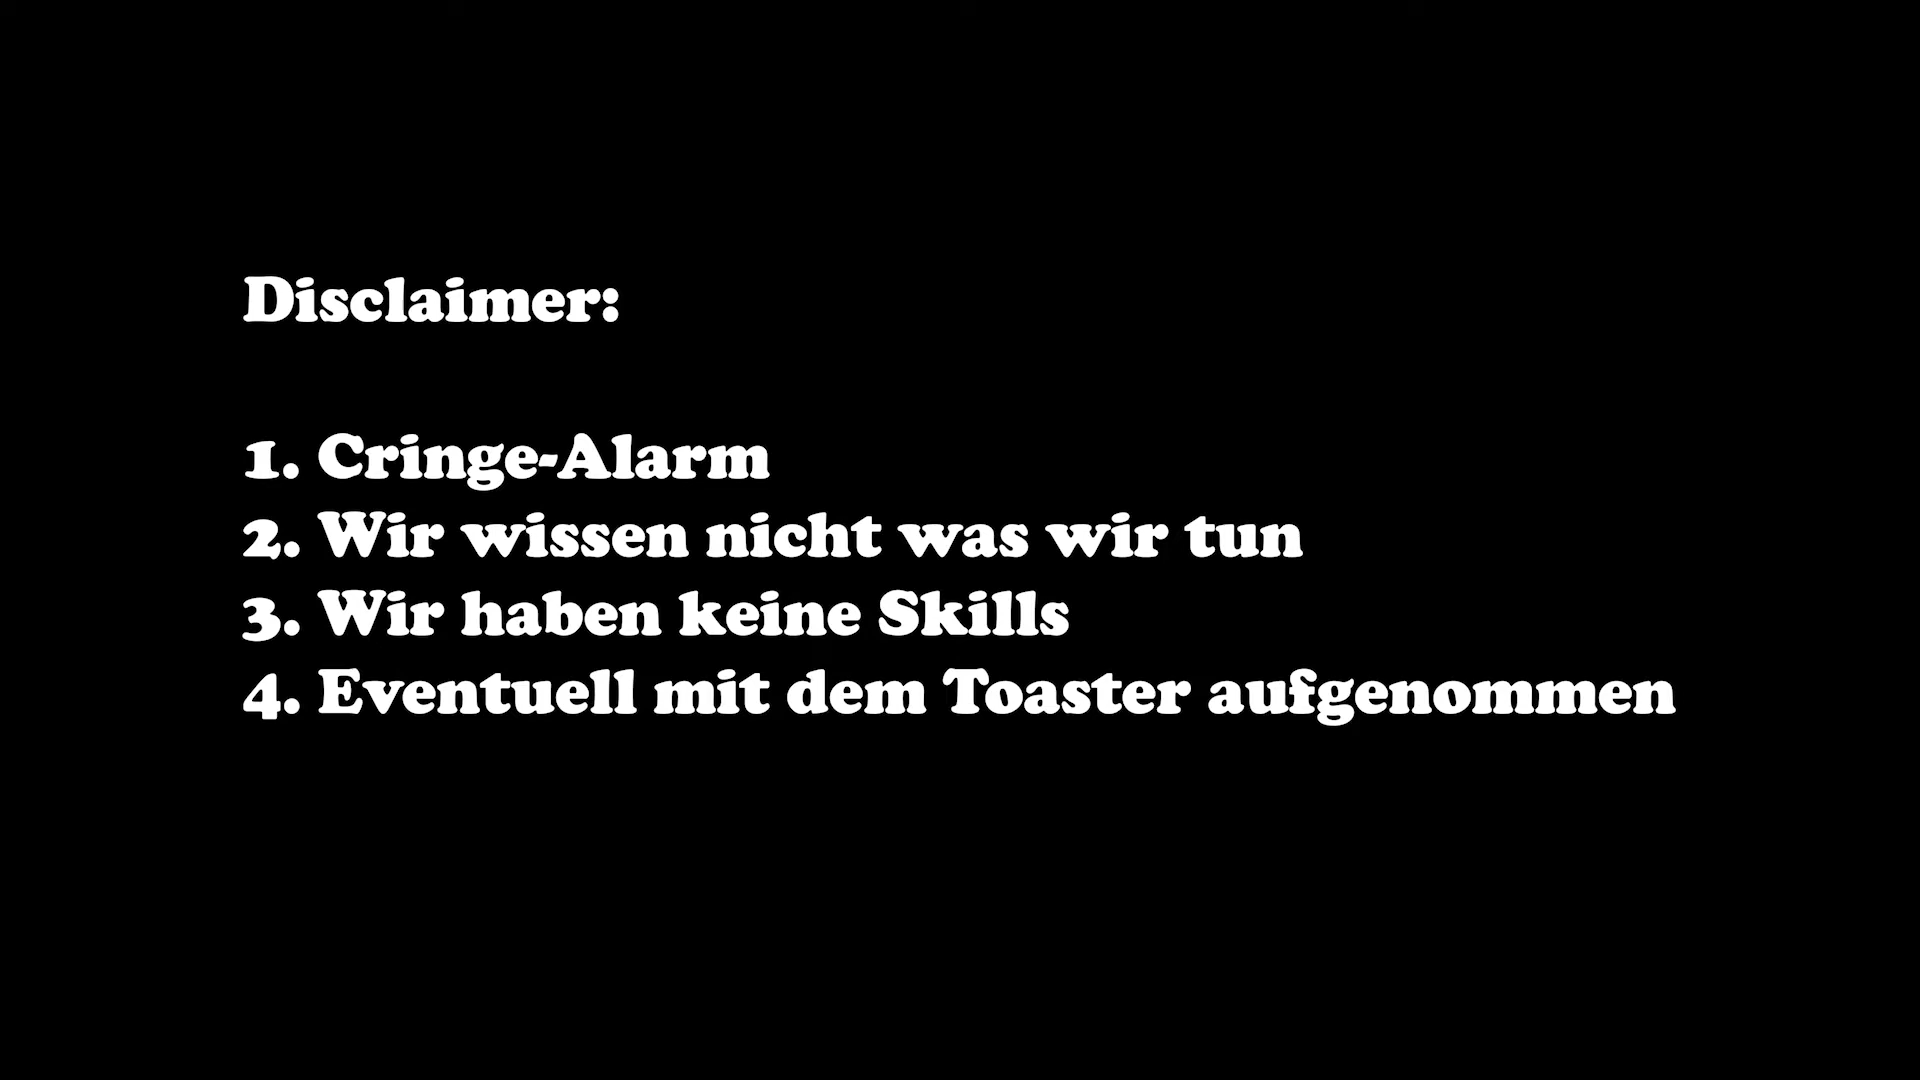 Disclaimer:
1. Cringe-Alarm
2. Wir wissen nicht was wir tun
3. Wir haben keine Skills
4. Eventuell mit dem Toaster aufgenommen